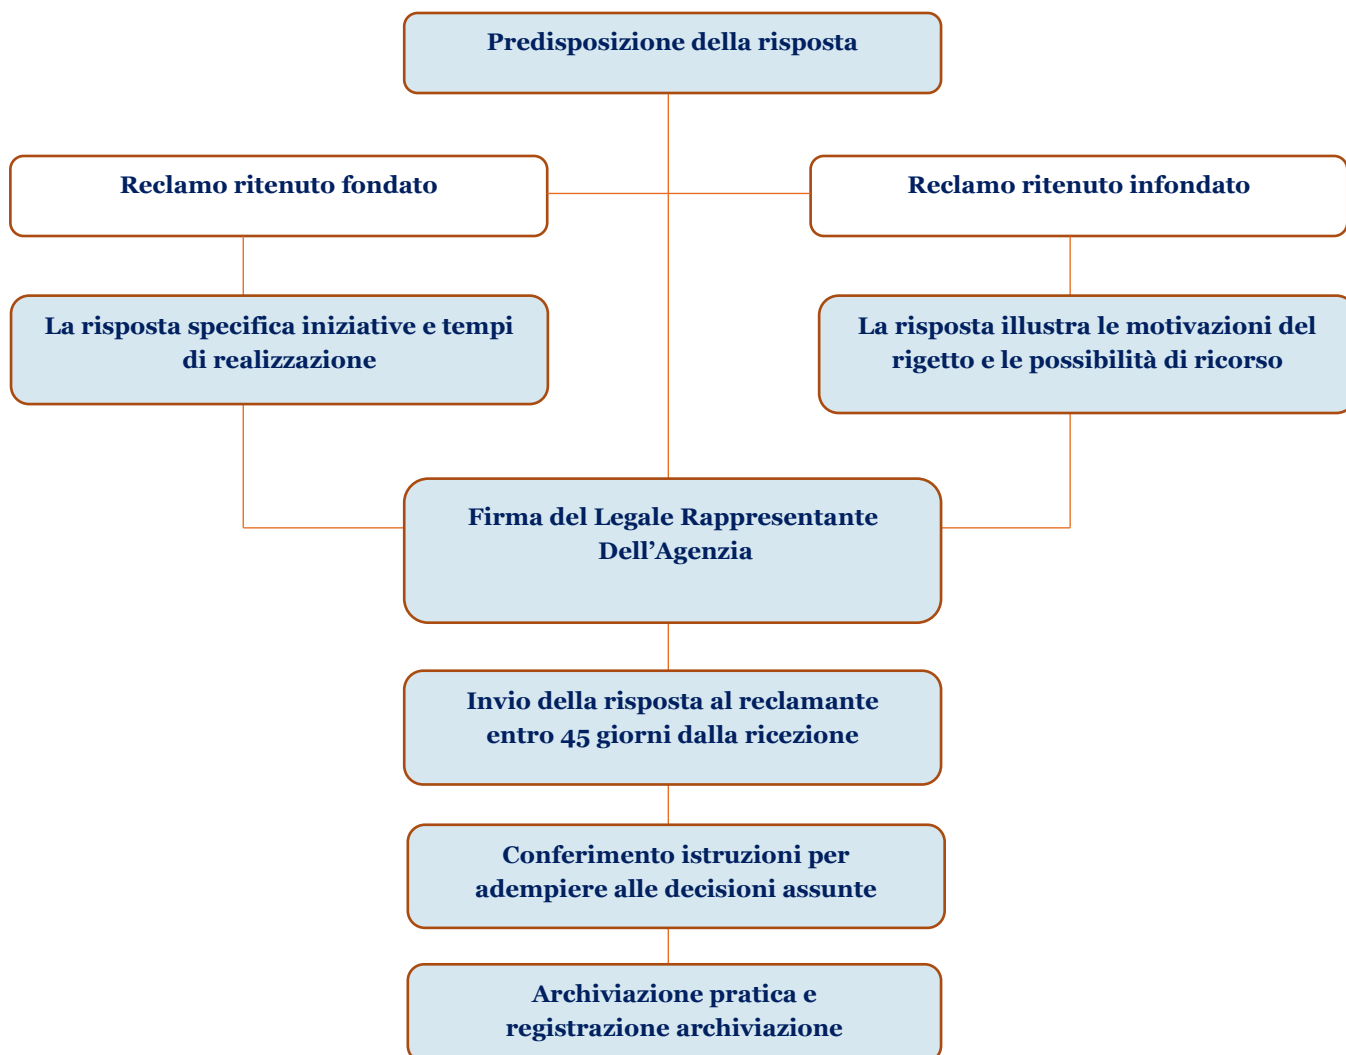 Predisposizione della risposta
Reclamo ritenuto fondato
Reclamo ritenuto infondato
La risposta specifica iniziative e tempi
di realizzazione
La risposta illustra le motivazioni del
rigetto e le possibilità di ricorso
Firma del Legale Rappresentante
Dell’Agenzia
Invio della risposta al reclamante
entro 45 giorni dalla ricezione
Conferimento istruzioni per
adempiere alle decisioni assunte
Archiviazione pratica e
registrazione archiviazione